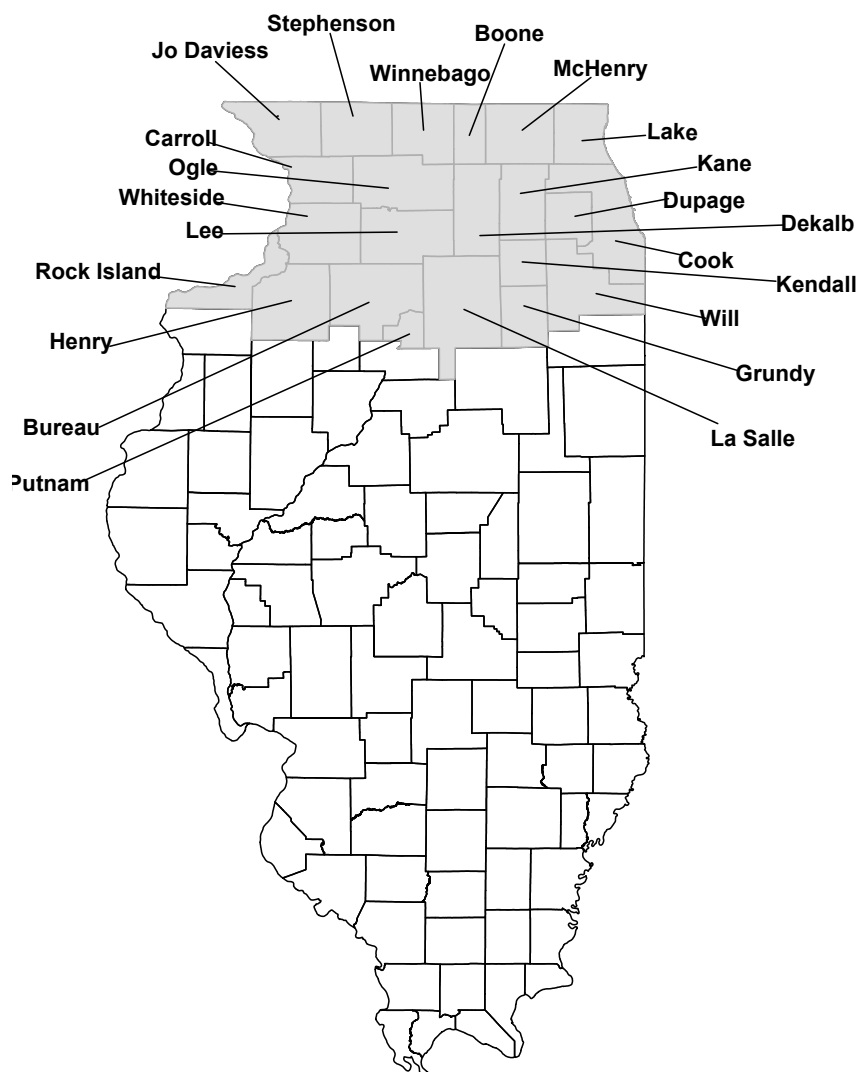 Stephenson
Boone
Jo Daviess
Winnebago
McHenry
Carroll
Lake
Ogle
Kane
Whiteside
Dupage
Lee
Dekalb
Cook
Rock Island
Kendall
Will
Henry
Grundy
Bureau
La Salle
Putnam